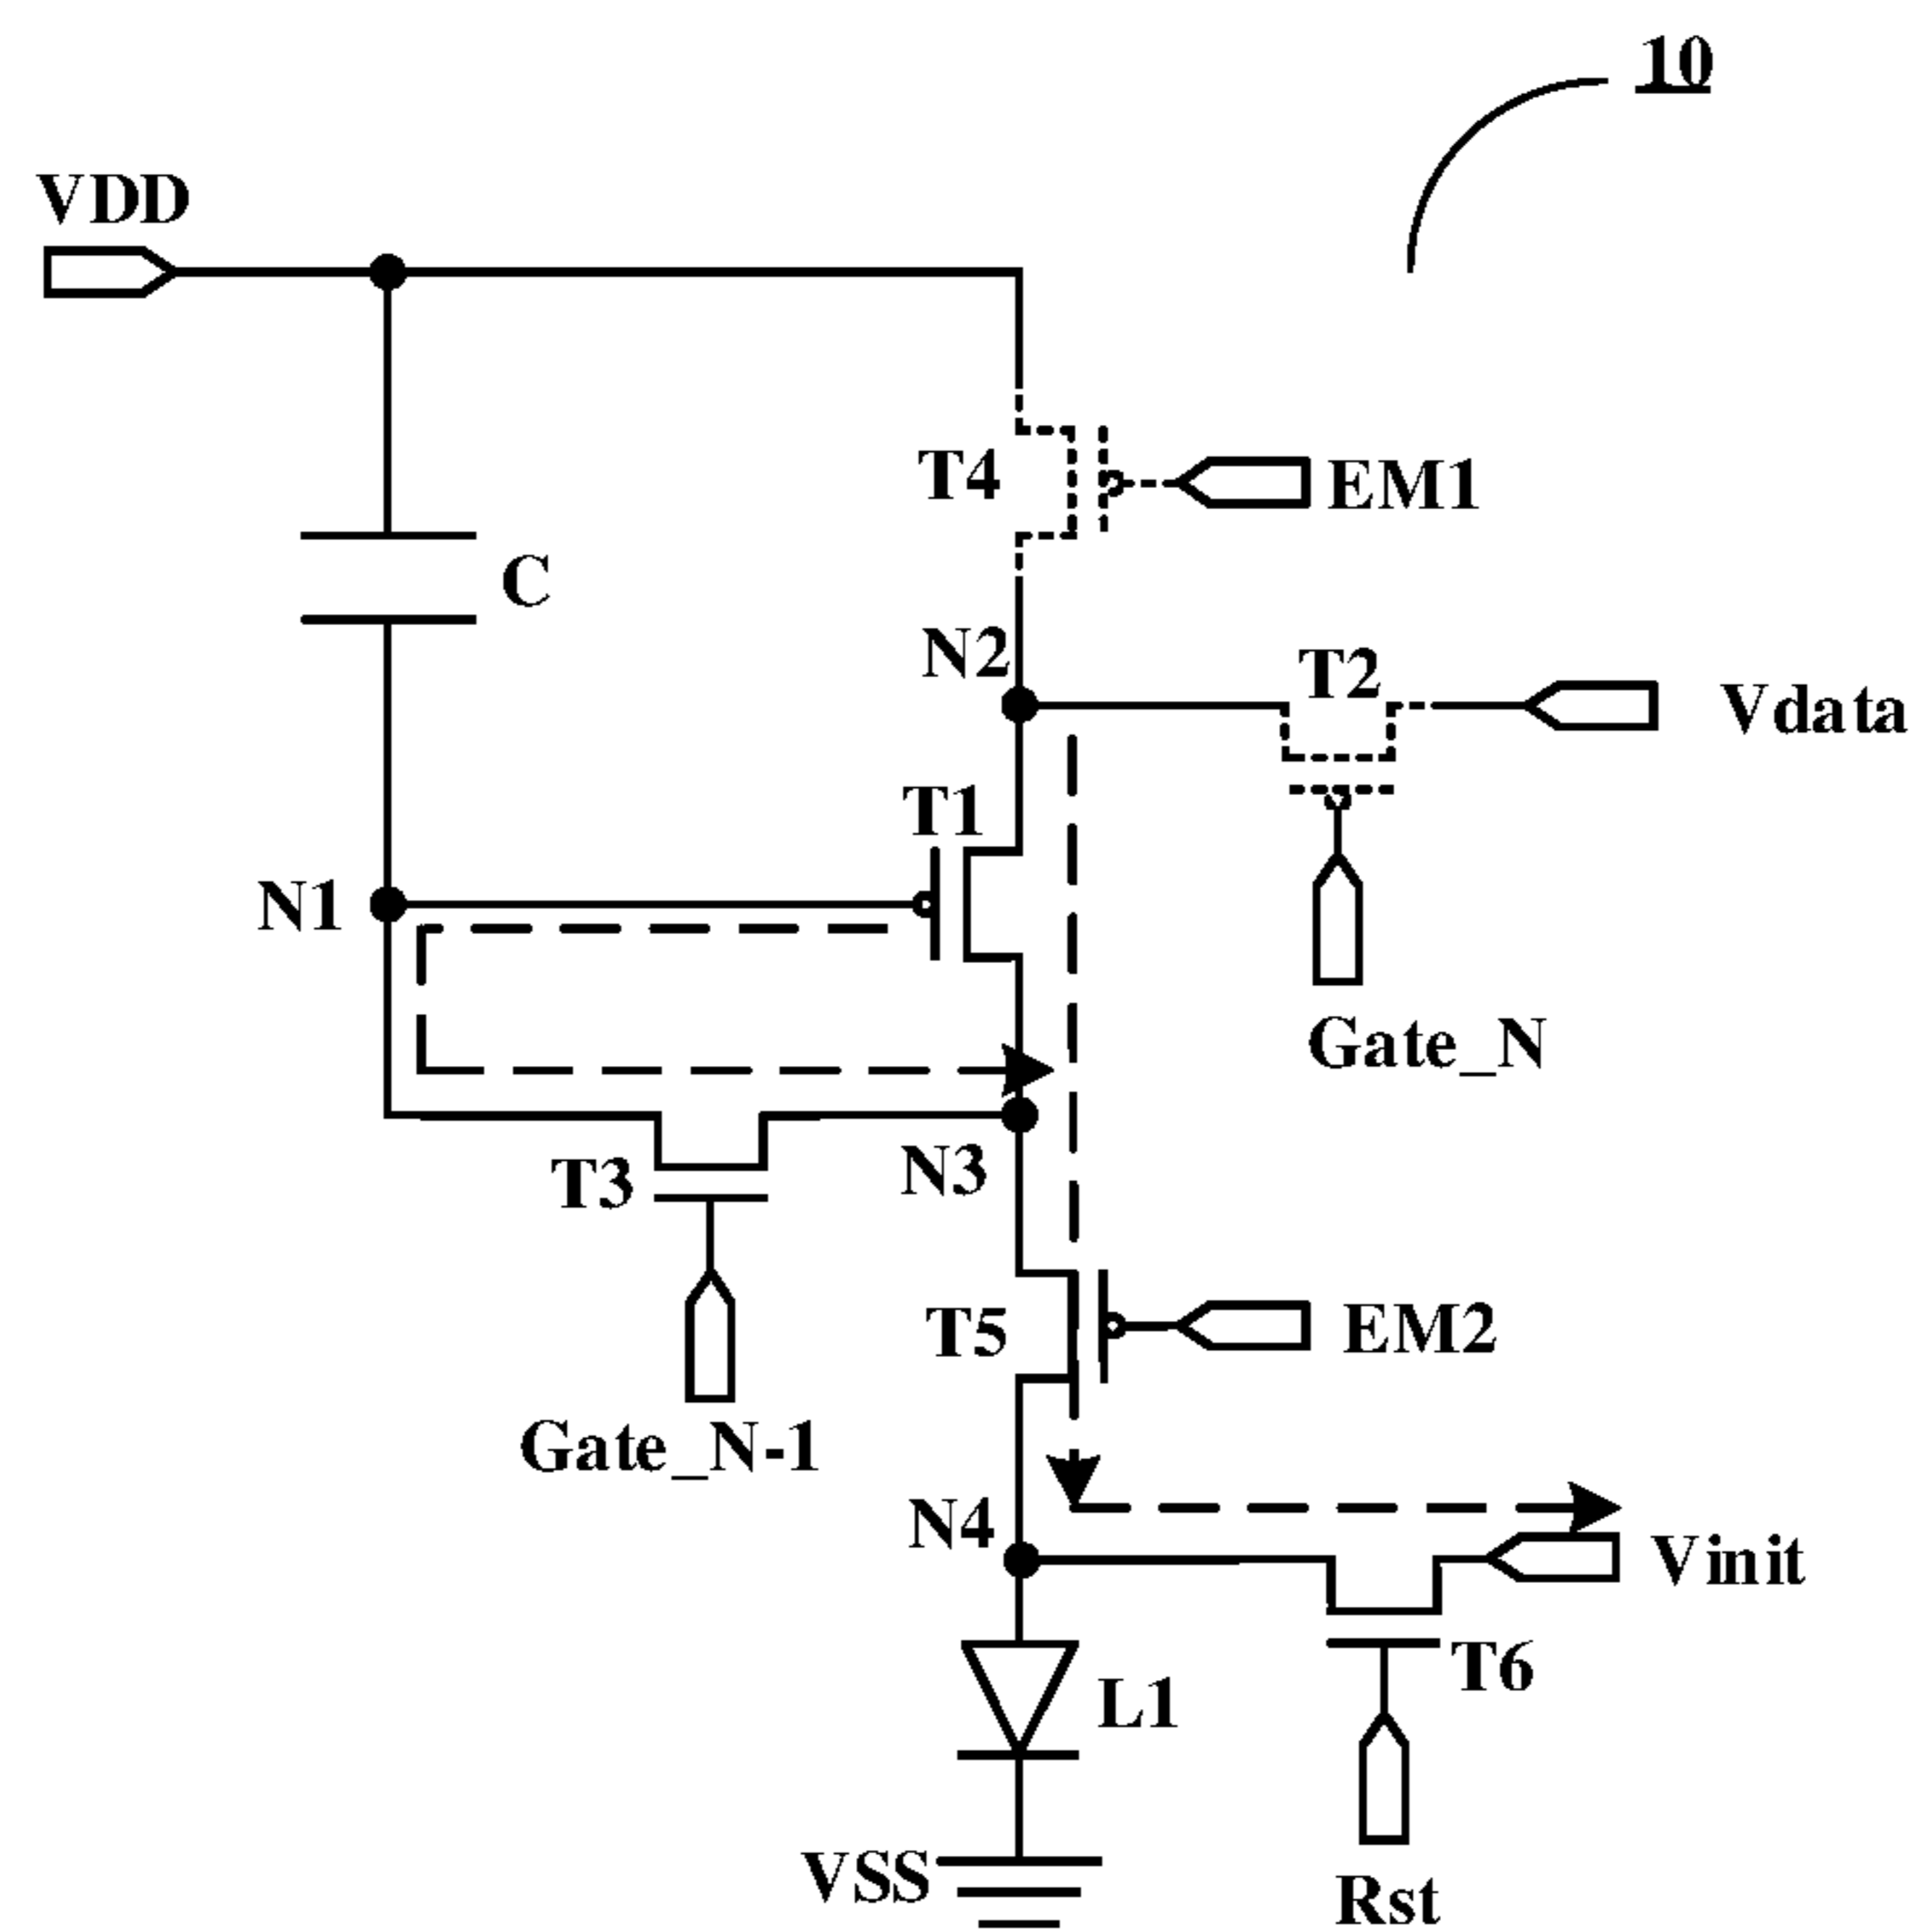 10
VDD
T4
EM1
C
N2
T2
Vdata
T1
N1
Gate_N
N3
T3
T5
EM2
Gate_N-1
N4
Vinit
T6
L1
VSS
Rst